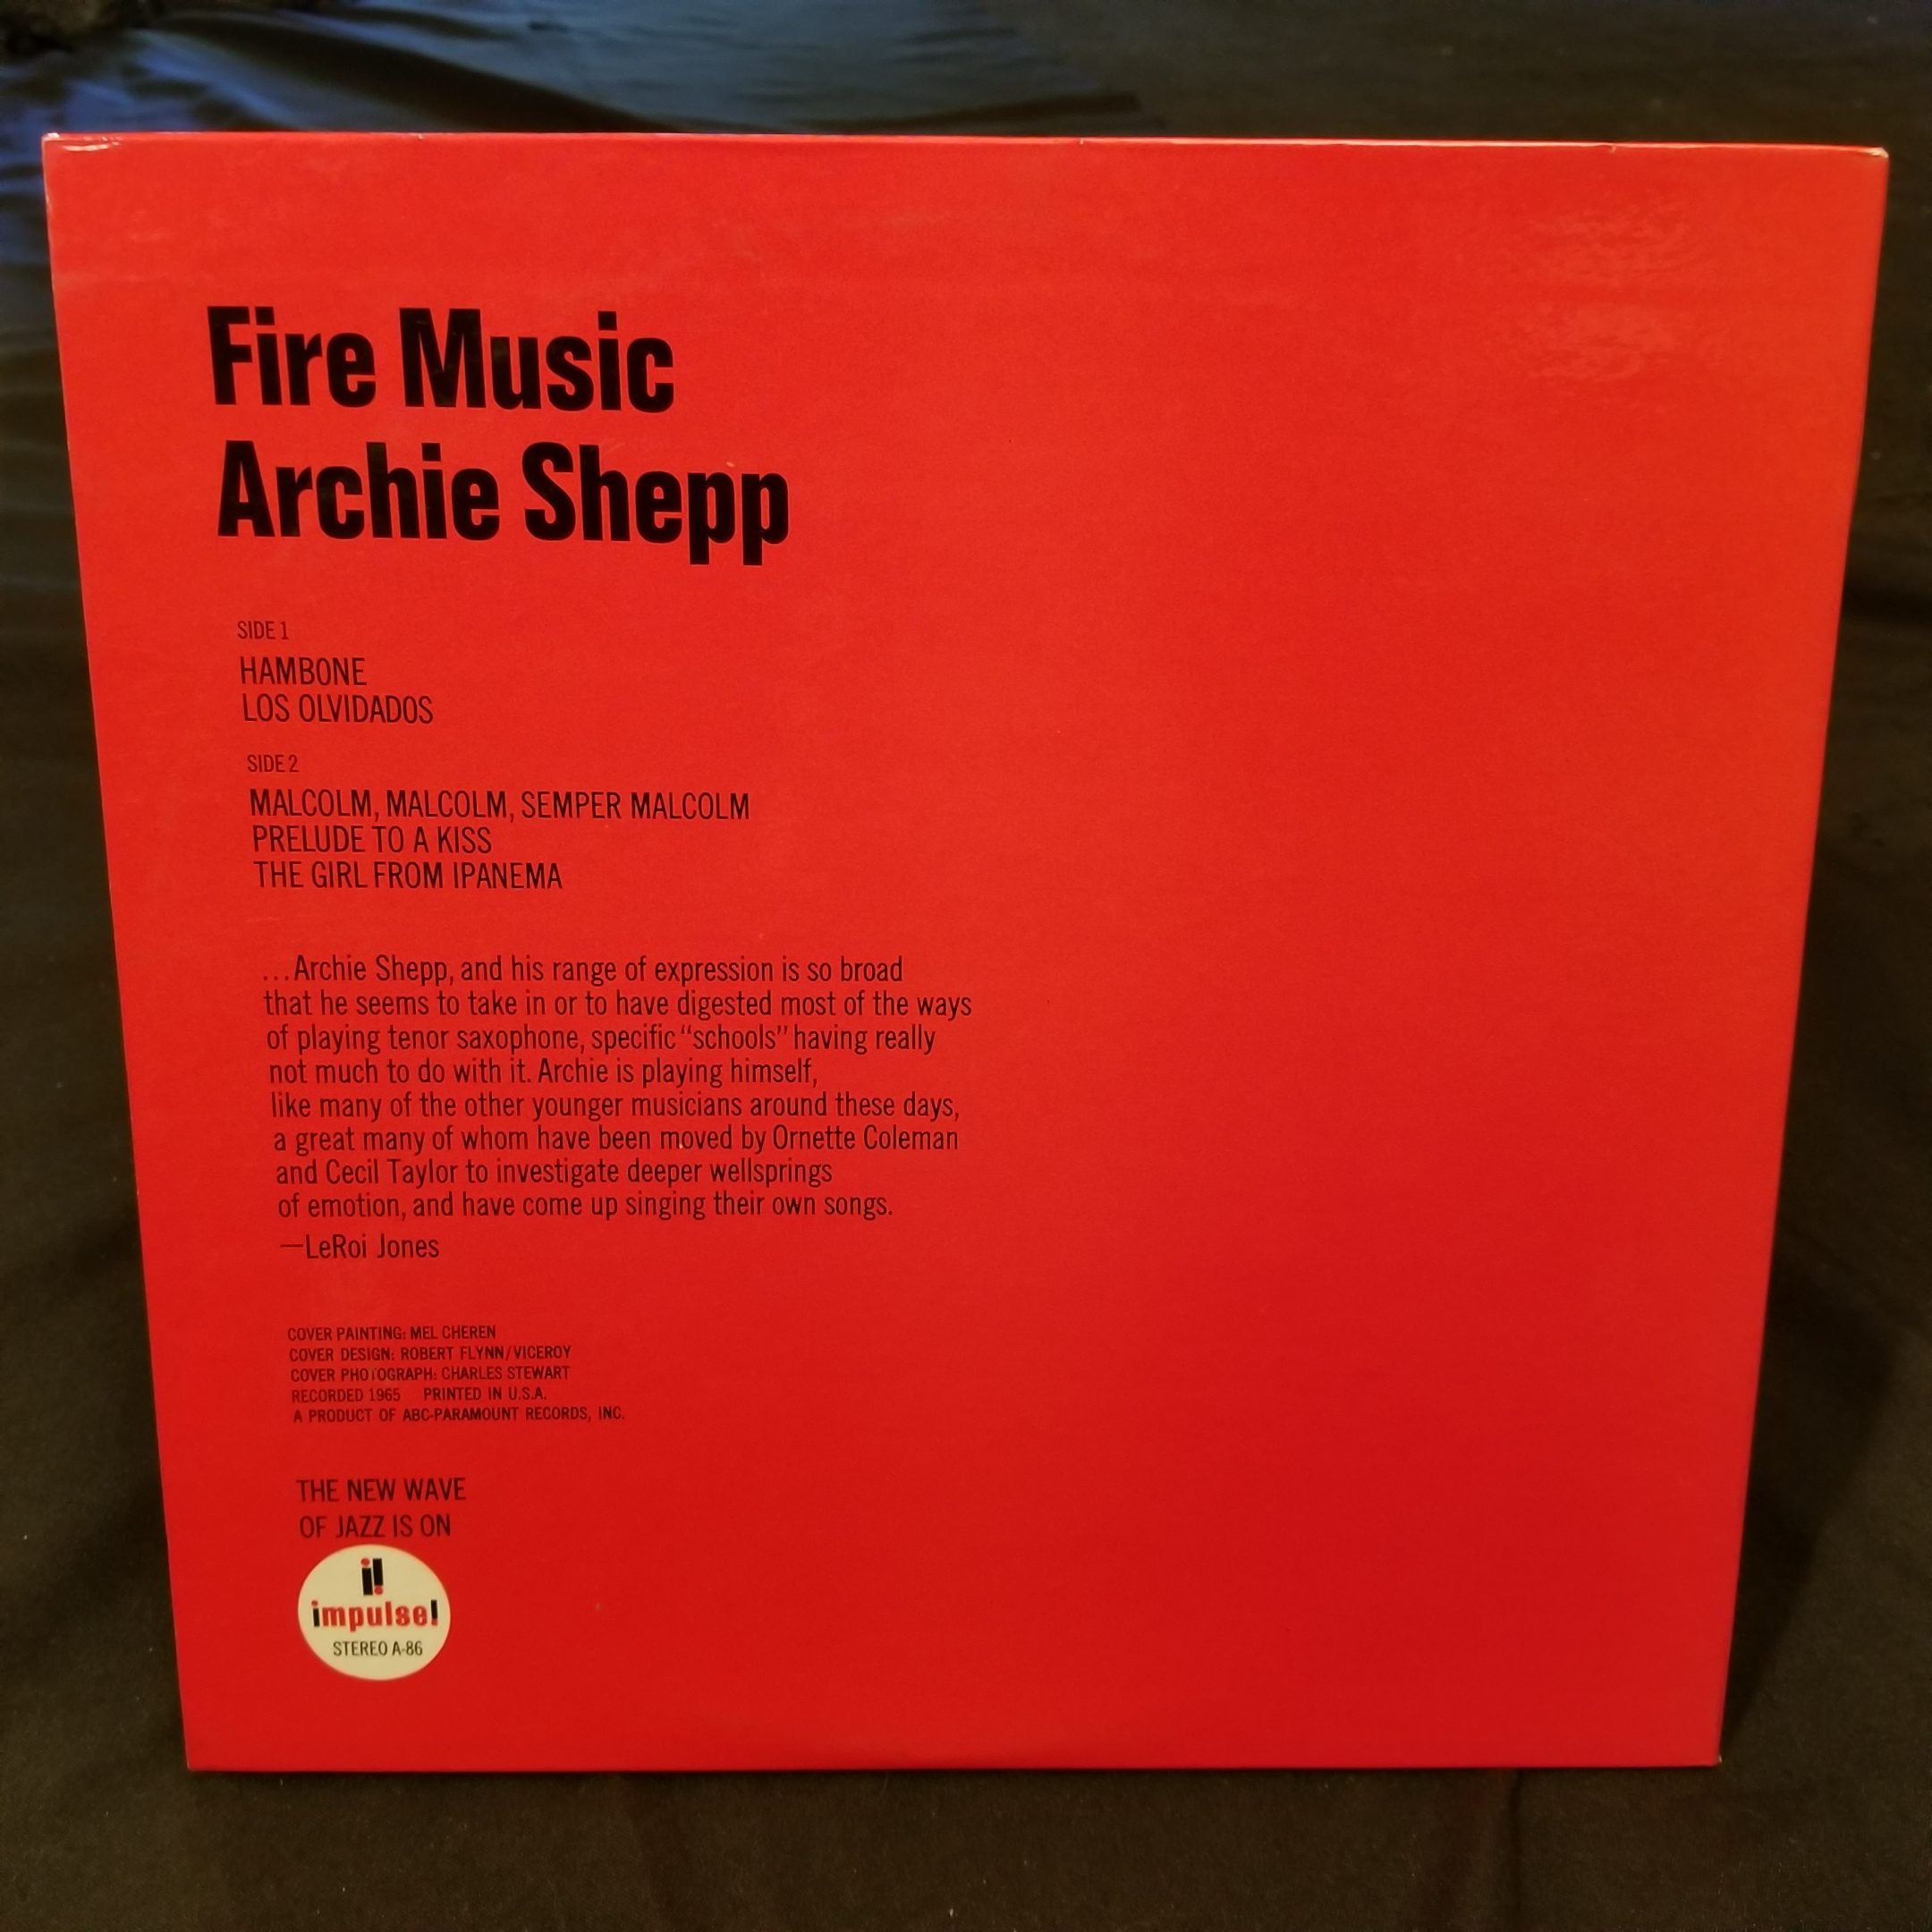 Fire Music
Archie Shepp
SIDE 1
HAMBONE
LOS OLVIDADOS
SIDE 2
MALCOLM, MALCOLM, SEMPER MALCOLM
PRELUDE TO A KISS
THE GIRL FROM IPANEMA
...Archie Shepp, and his range of expression is so broad
that he seems to take in or to have digested most of the ways
of playing tenor saxophone, specific “schools” having really
not much to do with it. Archie is playing himself,
like many of the other younger musicians around these days,
a great many of whom have been moved by Ornette Coleman
and Cecil Taylor to investigate deeper wellsprings
of emotion, and have come up singing their own songs.
—LeRoi Jones
COVER PAINTING: MEL CHEREN
COVER DESIGN: ROBERT FLYNN/VICEROY
COVER PHOTOGRAPH: CHARLES STEWART
RECORDED 1965 PRINTED IN U.S.A.
A PRODUCT OF ABC-PARAMOUNT RECORDS, INC.
THE NEW WAVE
OF JAZZ IS ON
i!
impulse!
STEREO A-86